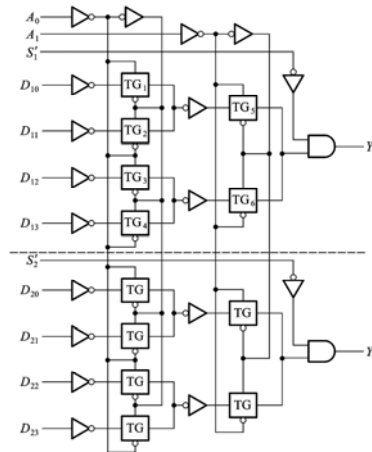 A₀
A₁
S₁′
D₁₀ TG₁ TG₅
D₁₁ TG₂
Y
D₁₂ TG₃ TG₆
D₁₃ TG₄
S₂′
D₂₀ TG TG
D₂₁ TG
Y
D₂₂ TG TG
D₂₃ TG